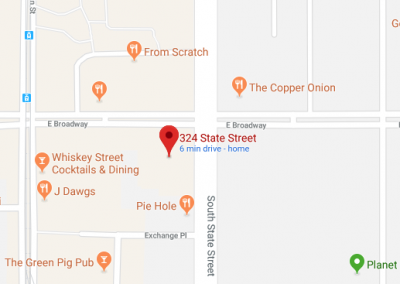 n St
From Scratch
G
The Copper Onion
E Broadway
E Broadway
324 State Street
6 min drive - home
Whiskey Street
Cocktails & Dining
J Dawgs
Pie Hole
South State Street
Exchange Pl
The Green Pig Pub
Planet